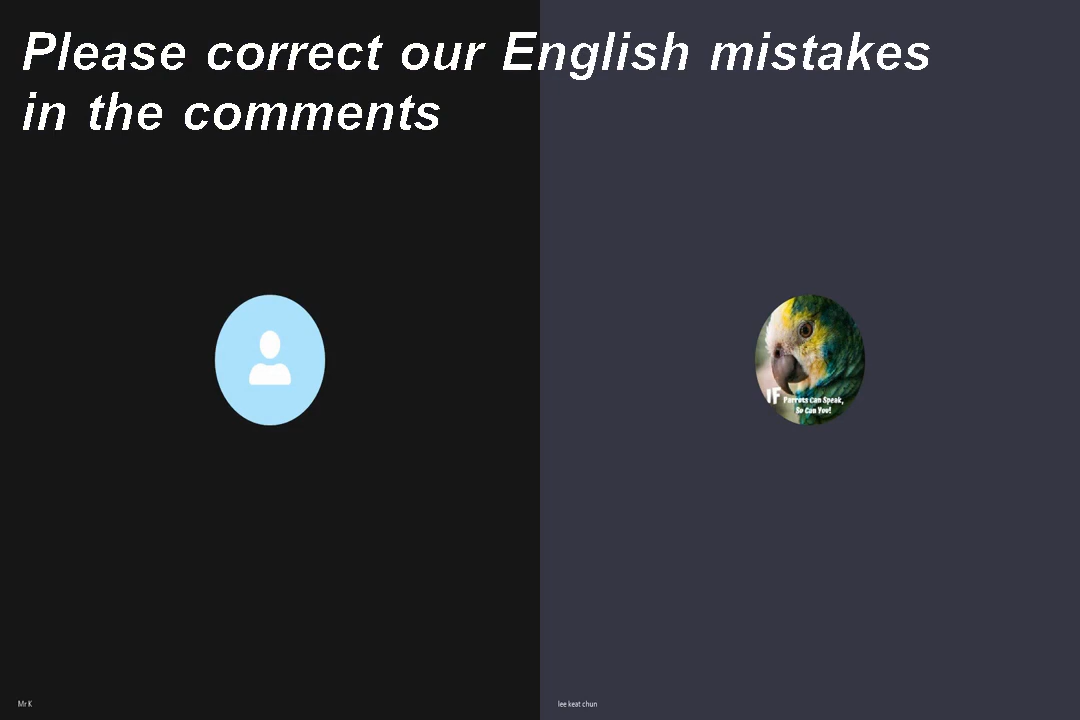 Please correct our English mistakes
in the comments
IF Parrots Can Speak,
So Can You!
Mr K
lee keat chun